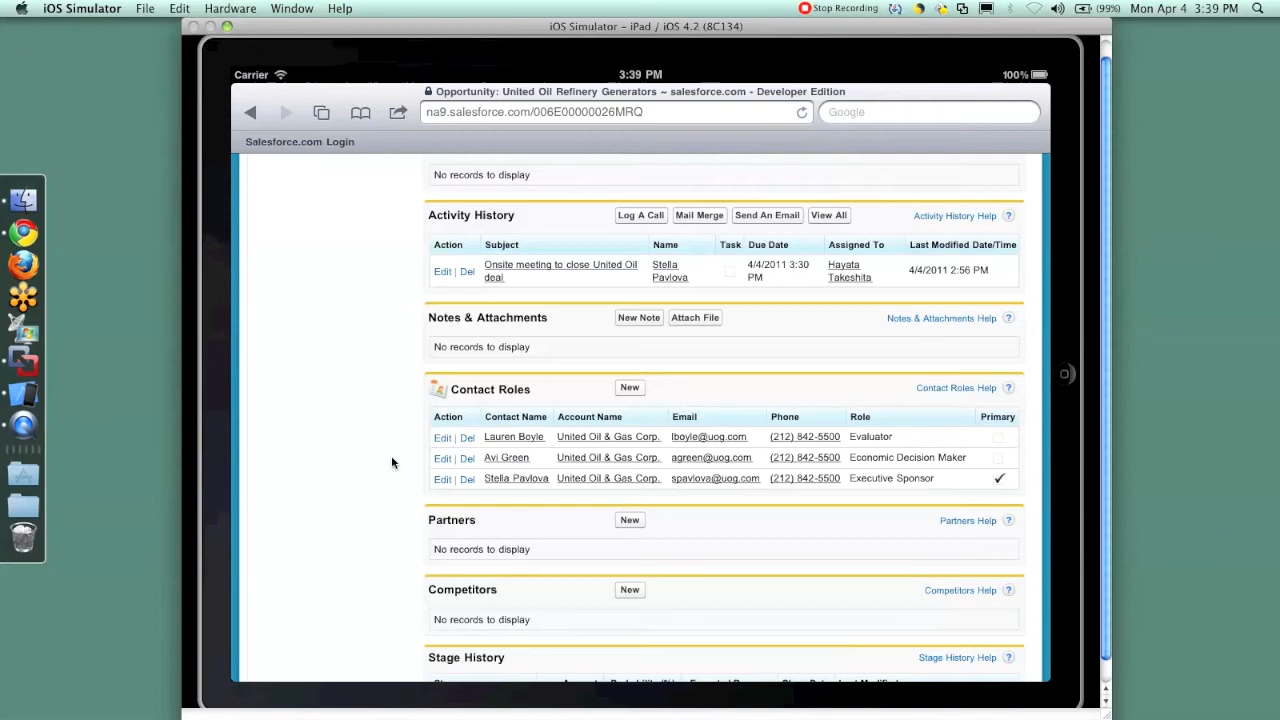 iOS Simulator File Edit Hardware Window Help Stop Recording (99%) Mon Apr 4 3:39 PM
iOS Simulator - iPad / iOS 4.2 (8C134)
Carrier 3:39 PM 100%
Opportunity: United Oil Refinery Generators ~ salesforce.com - Developer Edition
na9.salesforce.com/006E00000026MRQ Google
Salesforce.com Login
No records to display
Activity History Log A Call Mail Merge Send An Email View All Activity History Help ?
Action Subject Name Task Due Date Assigned To Last Modified Date/Time
Edit | Del Onsite meeting to close United Oil deal Stella Pavlova 4/4/2011 3:30 PM Hayata Takeshita 4/4/2011 2:56 PM
Notes & Attachments New Note Attach File Notes & Attachments Help ?
No records to display
Contact Roles New Contact Roles Help ?
Action Contact Name Account Name Email Phone Role Primary
Edit | Del Lauren Boyle United Oil & Gas Corp. lboyle@uog.com (212) 842-5500 Evaluator
Edit | Del Avi Green United Oil & Gas Corp. agreen@uog.com (212) 842-5500 Economic Decision Maker
Edit | Del Stella Pavlova United Oil & Gas Corp. spavlova@uog.com (212) 842-5500 Executive Sponsor
Partners New Partners Help ?
No records to display
Competitors New Competitors Help ?
No records to display
Stage History Stage History Help ?